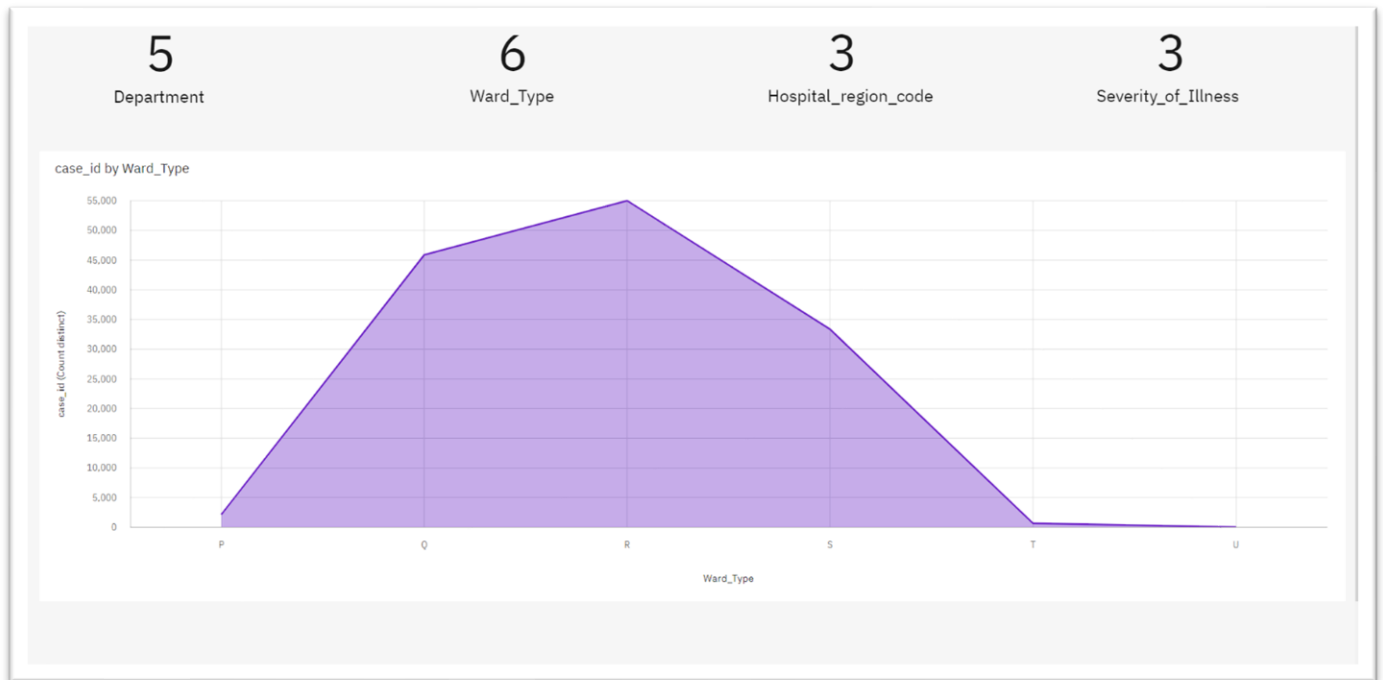 5 6 3 3
Department Ward_Type Hospital_region_code Severity_of_Illness
case_id by Ward_Type
55,000
50,000
45,000
40,000
35,000
30,000
25,000
20,000
15,000
10,000
5,000
0
case_id (Count distinct)
P Q R S T U
Ward_Type